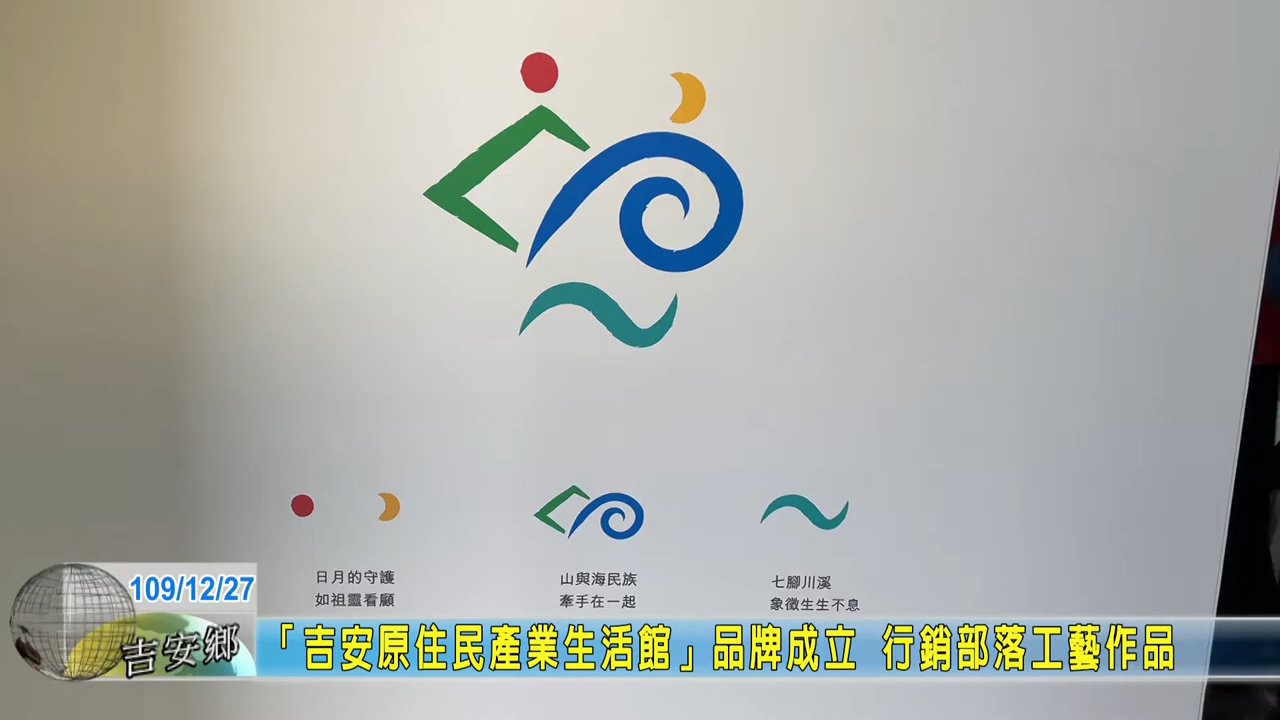 日月的守護
如祖靈看顧
山與海民族
牽手在一起
七腳川溪
象徵生生不息
109/12/27
吉安鄉
「吉安原住民產業生活館」品牌成立 行銷部落工藝作品